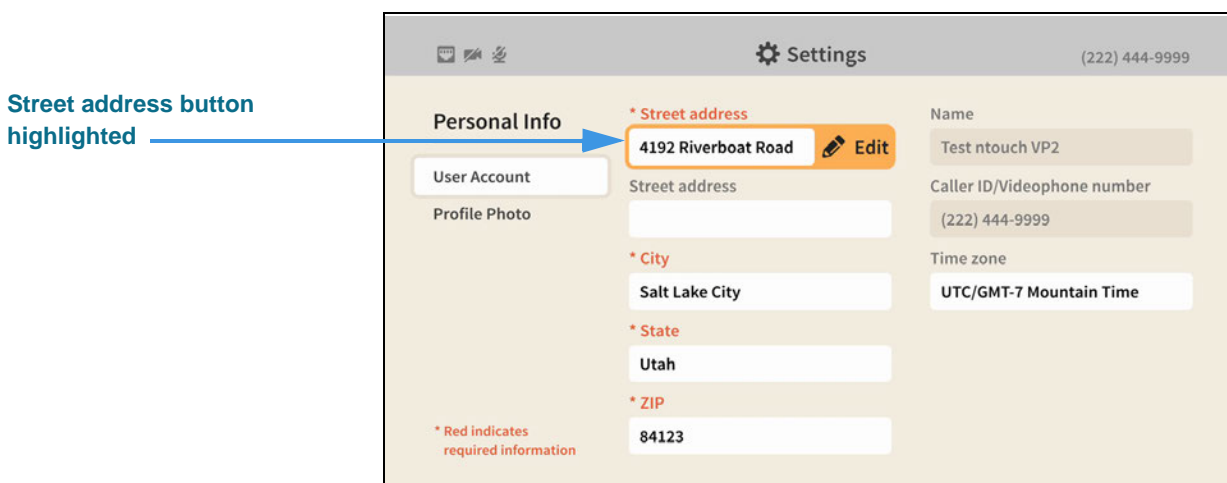 Street address button
highlighted
Settings
(222) 444-9999
Personal Info
User Account
Profile Photo
* Red indicates
required information
* Street address
4192 Riverboat Road
Edit
Street address
* City
Salt Lake City
* State
Utah
* ZIP
84123
Name
Test ntouch VP2
Caller ID/Videophone number
(222) 444-9999
Time zone
UTC/GMT-7 Mountain Time